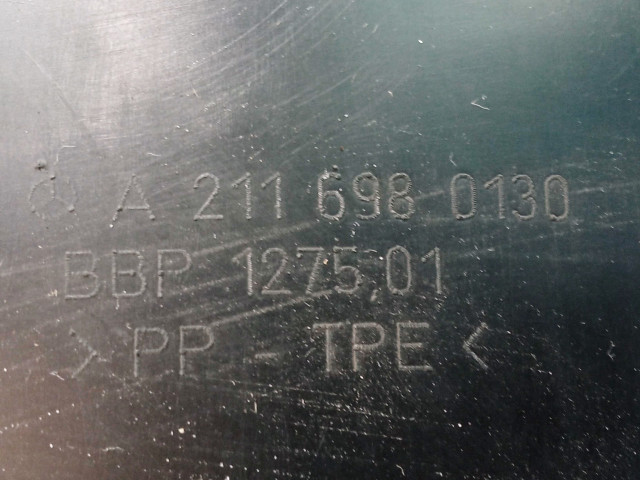 A 211 698 0130
BBP 1275,01
>PP - TPE<